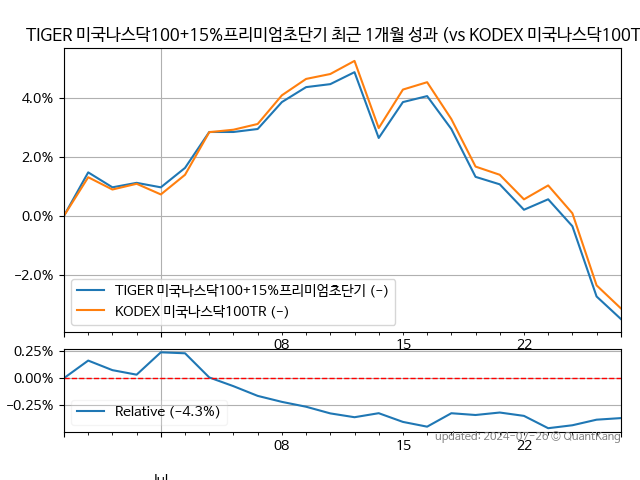 TIGER 미국나스닥100+15%프리미엄초단기 최근 1개월 성과 (vs KODEX 미국나스닥100T
4.0%
2.0%
0.0%
−2.0%
TIGER 미국나스닥100+15%프리미엄초단기 (-)
KODEX 미국나스닥100TR (-)
08 15 22
0.25%
0.00%
−0.25%
Relative (−4.3%)
updated: 2024-07-26 © QuantKang
08 15 22
Jul